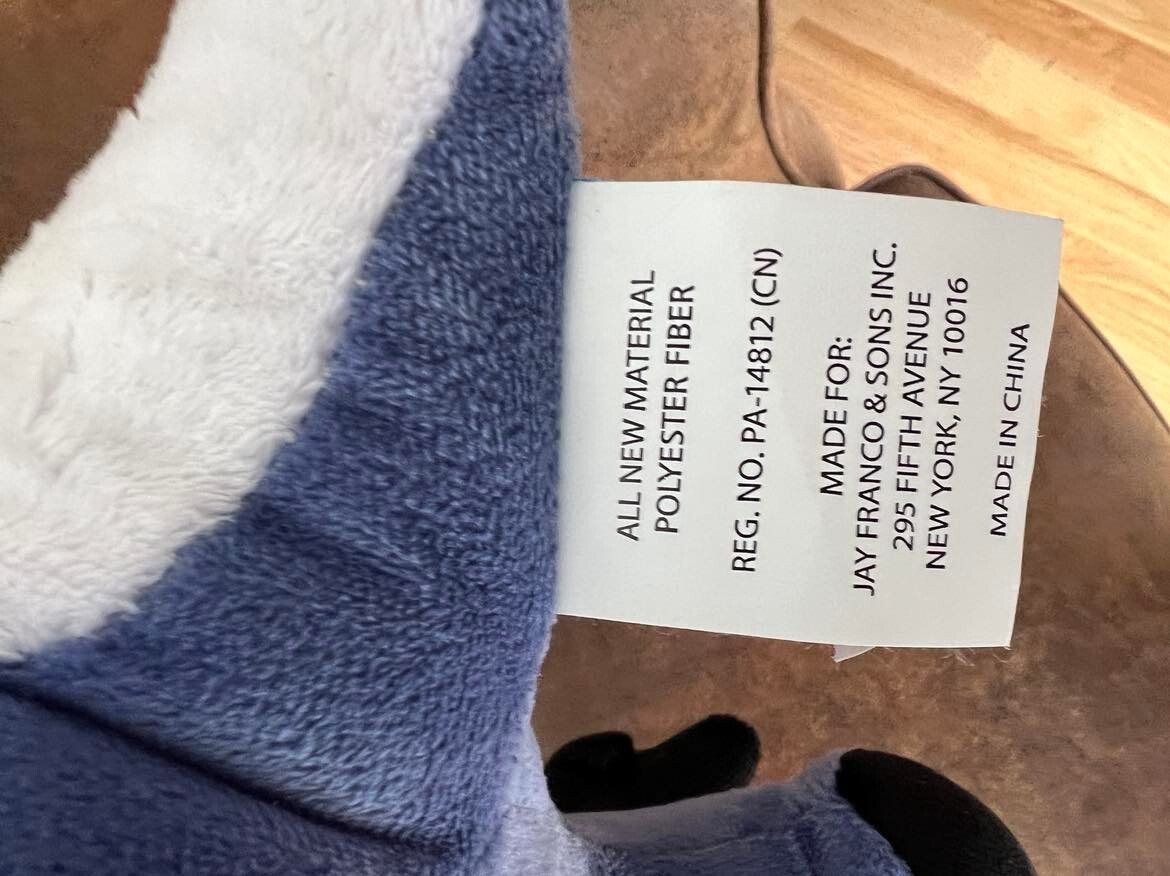 ALL NEW MATERIAL
POLYESTER FIBER
REG. NO. PA-14812 (CN)
MADE FOR:
JAY FRANCO & SONS INC.
295 FIFTH AVENUE
NEW YORK, NY 10016
MADE IN CHINA